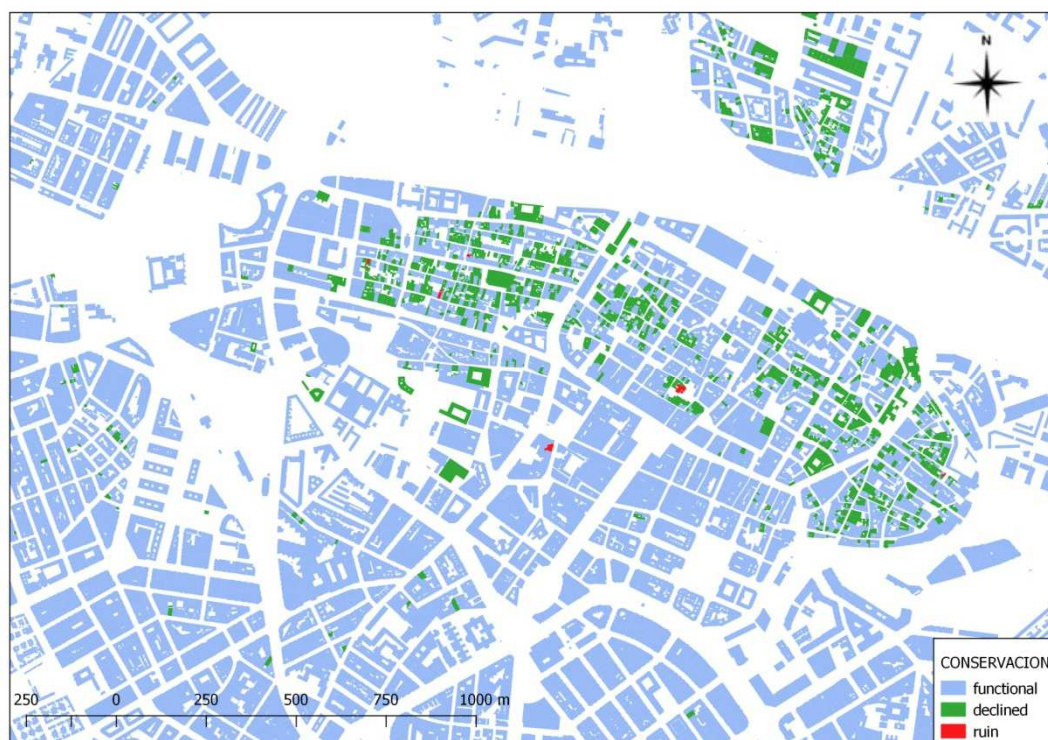 N
250 0 250 500 750 1000 m
CONSERVACION
functional
declined
ruin